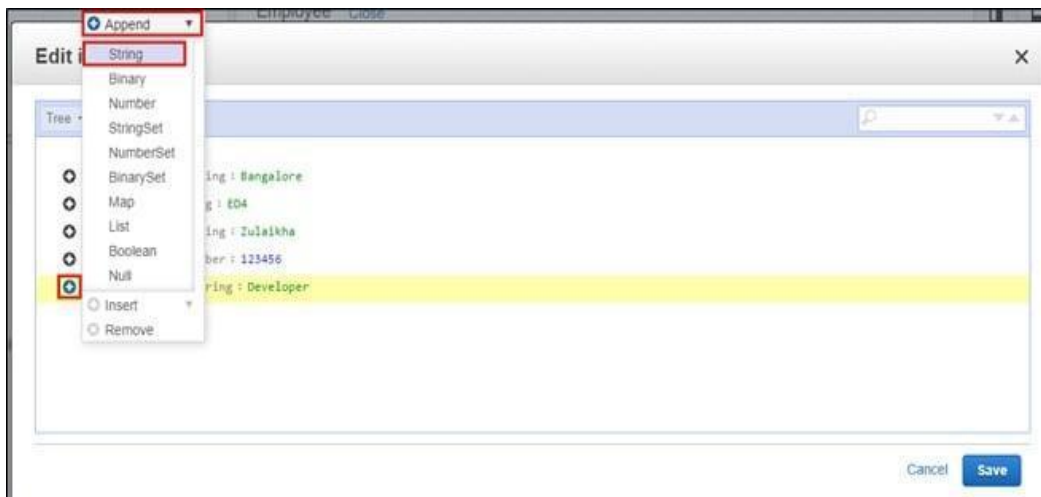 Employee Close
Append
Edit i
String
Binary
Number
Tree
StringSet
NumberSet
BinarySet
ing : Bangalore
Map
g : E04
List
ing : Zulaikha
Boolean
ber : 123456
Null
ring : Developer
Insert
Remove
Cancel
Save